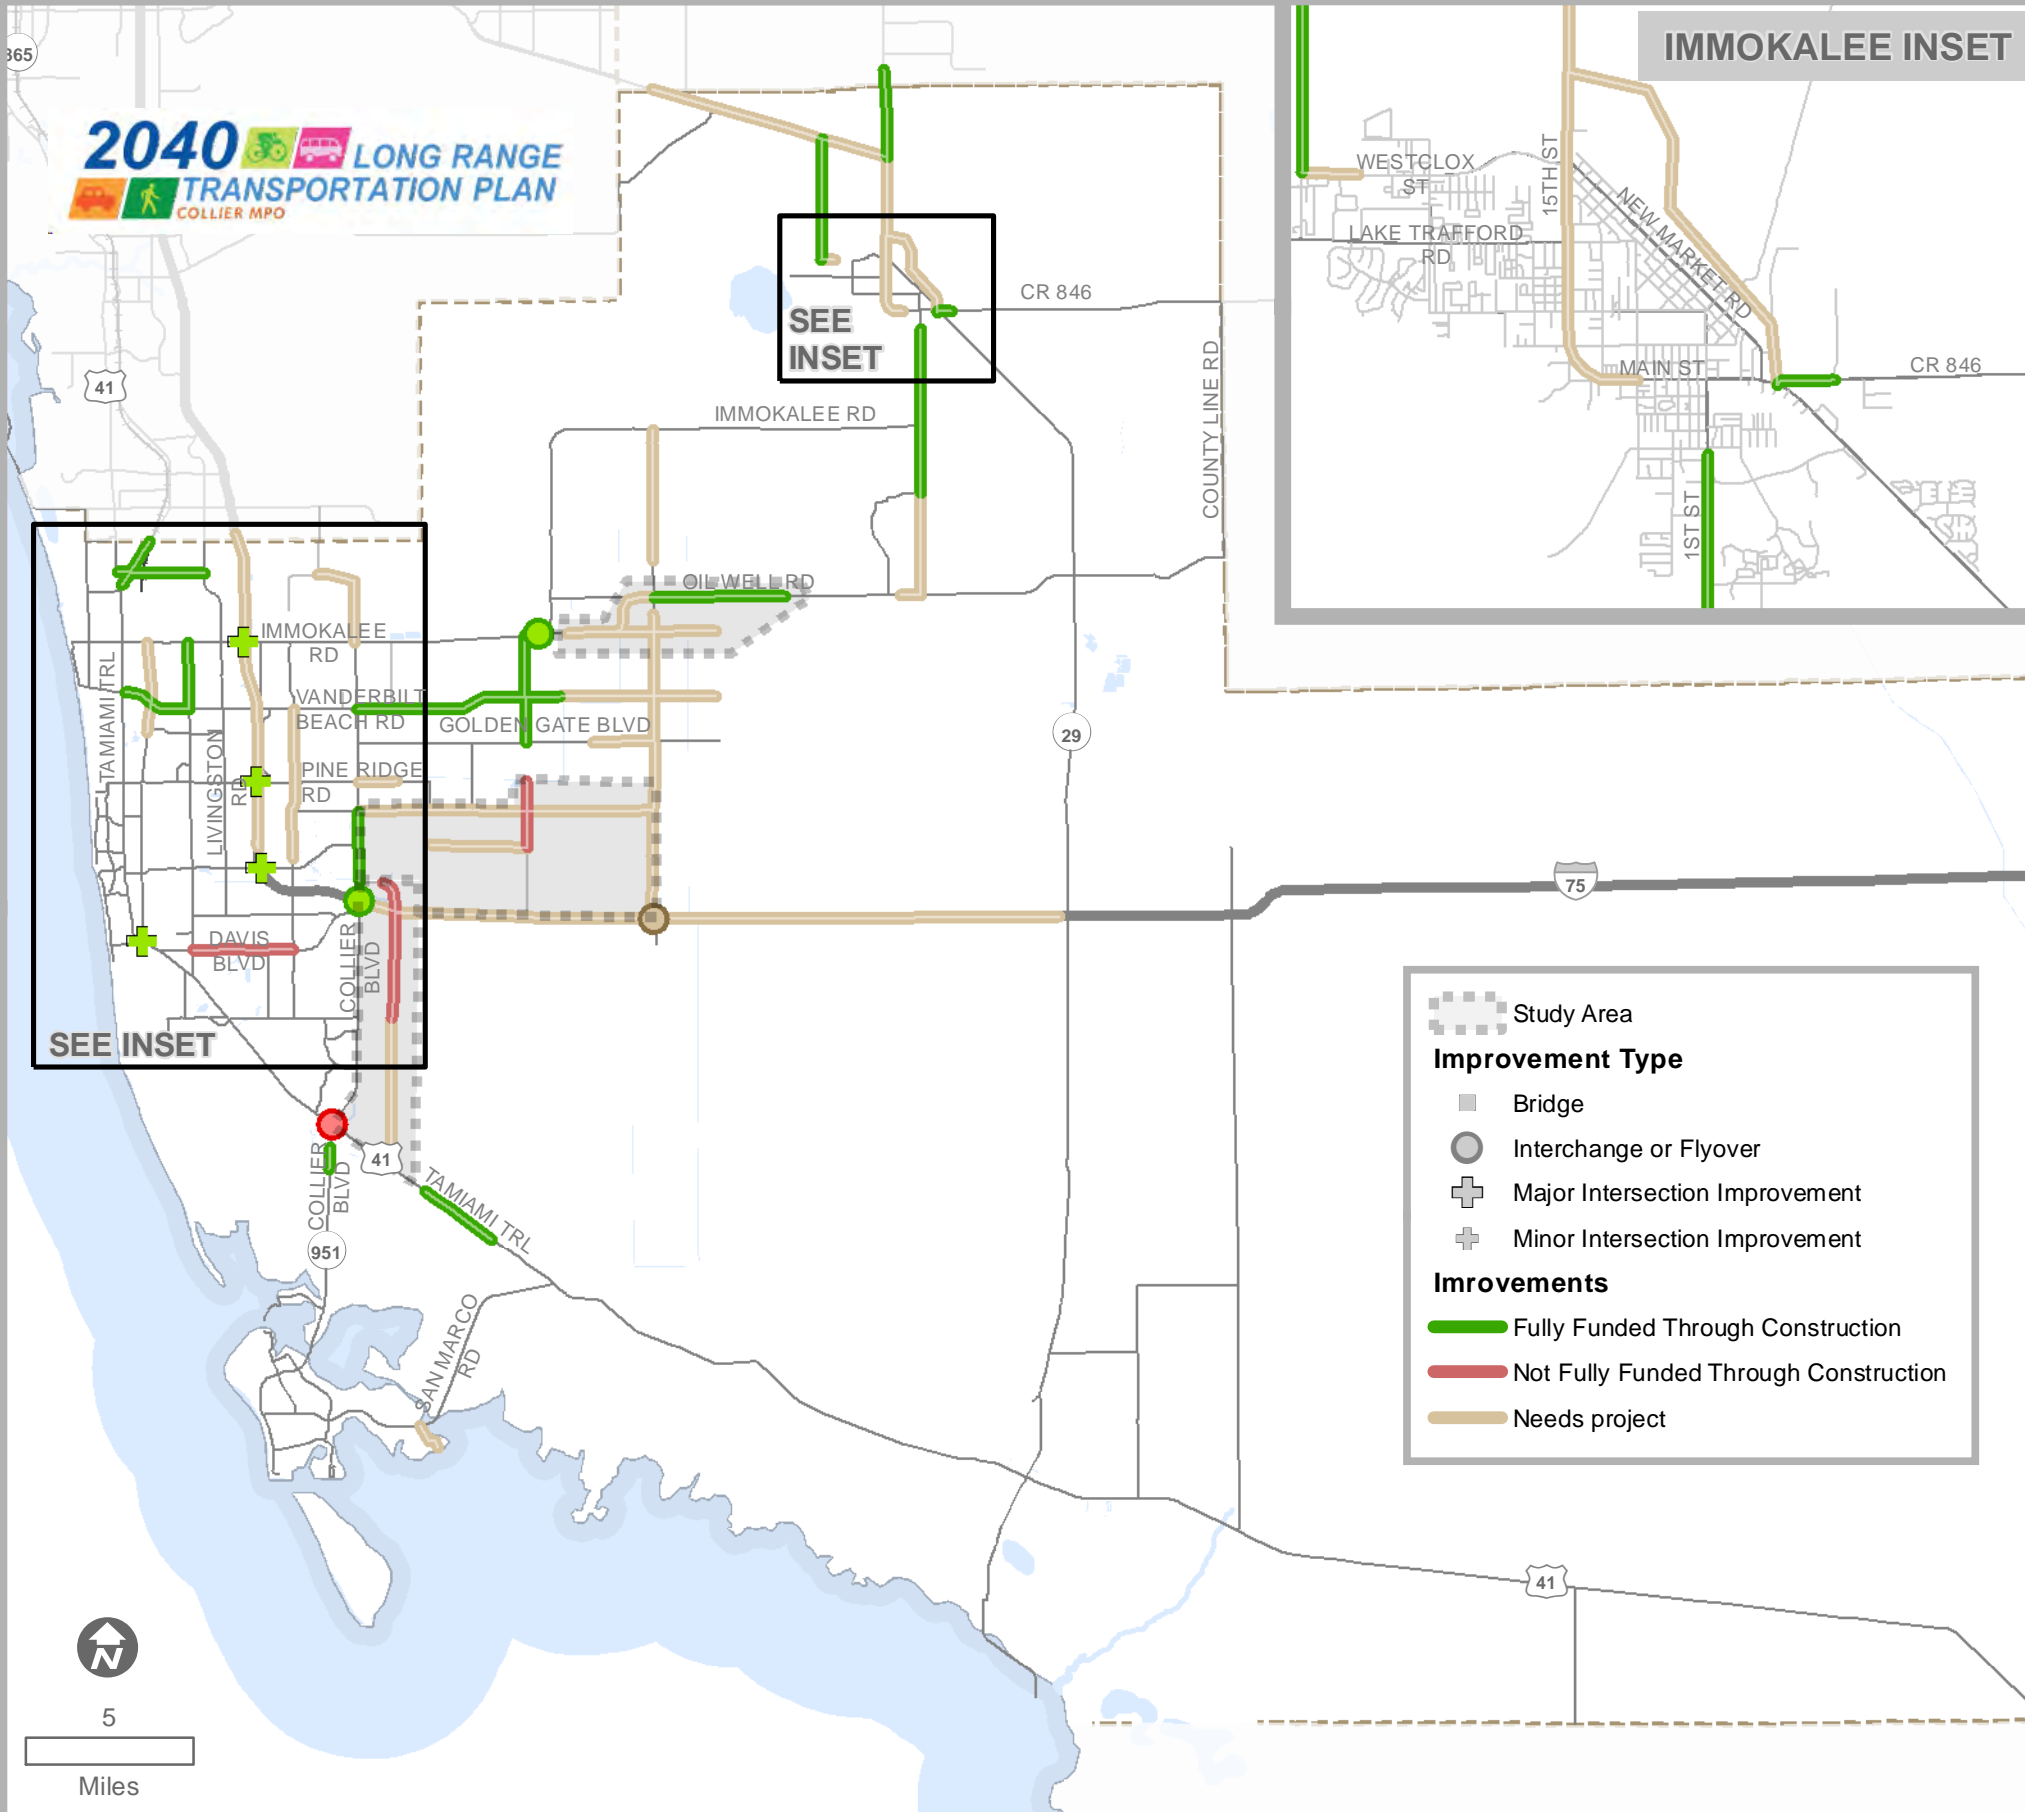 IMMOKALEE INSET
865
2040 LONG RANGE
TRANSPORTATION PLAN
COLLIER MPO
WESTCLOX
ST
15TH ST
NEW MARKET RD
LAKE TRAFFORD
RD
MAIN ST
CR 846
1ST ST
CR 846
SEE
INSET
41
IMMOKALEE RD
COUNTY LINE RD
OIL WELL RD
IMMOKALEE
RD
TAMIAMI TRL
VANDERBILT
BEACH RD
GOLDEN GATE BLVD
29
LIVINGSTON
RD
PINE RIDGE
RD
75
DAVIS
BLVD
COLLIER
BLVD
SEE INSET
41
COLLIER
BLVD
TAMIAMI TRL
951
SAN MARCO
RD
Study Area
Improvement Type
Bridge
Interchange or Flyover
Major Intersection Improvement
Minor Intersection Improvement
Imrovements
Fully Funded Through Construction
Not Fully Funded Through Construction
Needs project
41
N
5
Miles